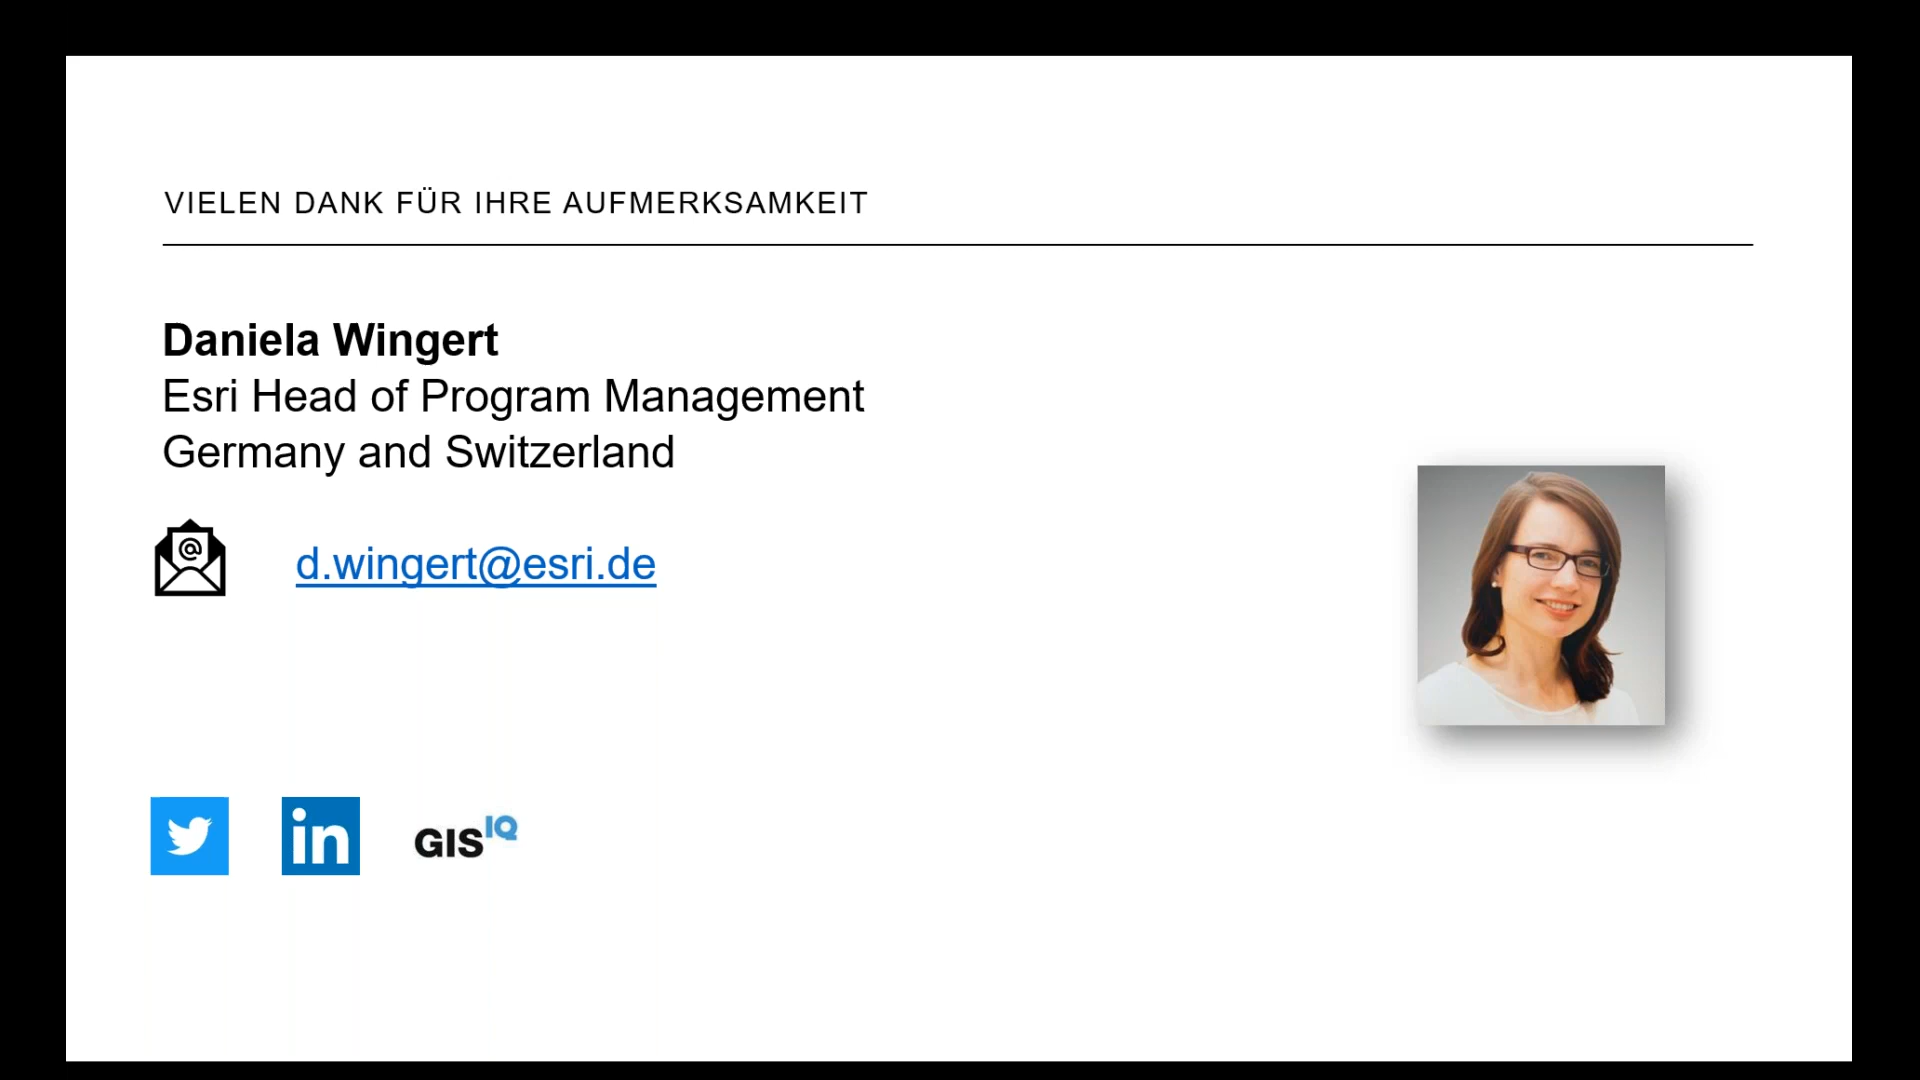 VIELEN DANK FÜR IHRE AUFMERKSAMKEIT
Daniela Wingert
Esri Head of Program Management
Germany and Switzerland
@
d.wingert@esri.de
in
GIS IQ